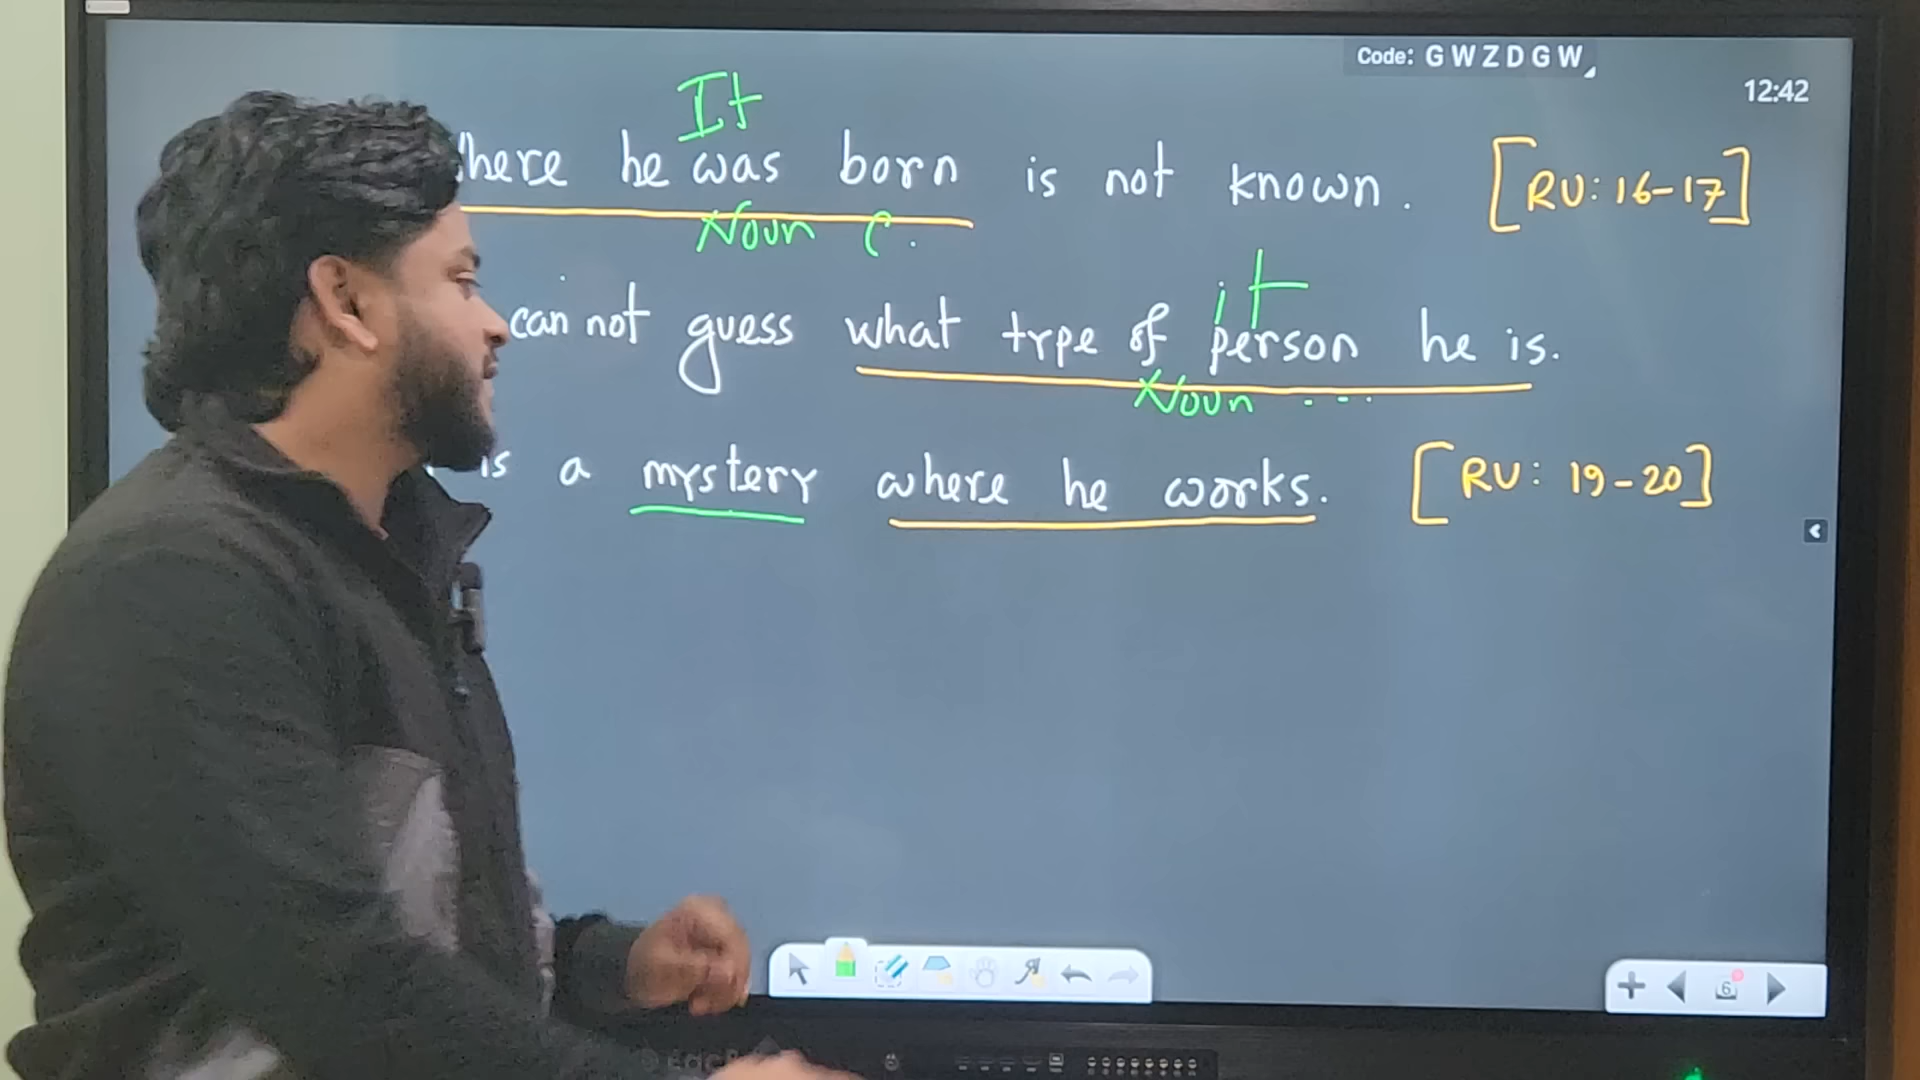 Code: GWZDGW
12:42
It
here he was born is not known. [RU: 16-17]
Noun C.
it
can not guess what type of person he is.
Noun ...
is a mystery where he works. [RU: 19-20]
6